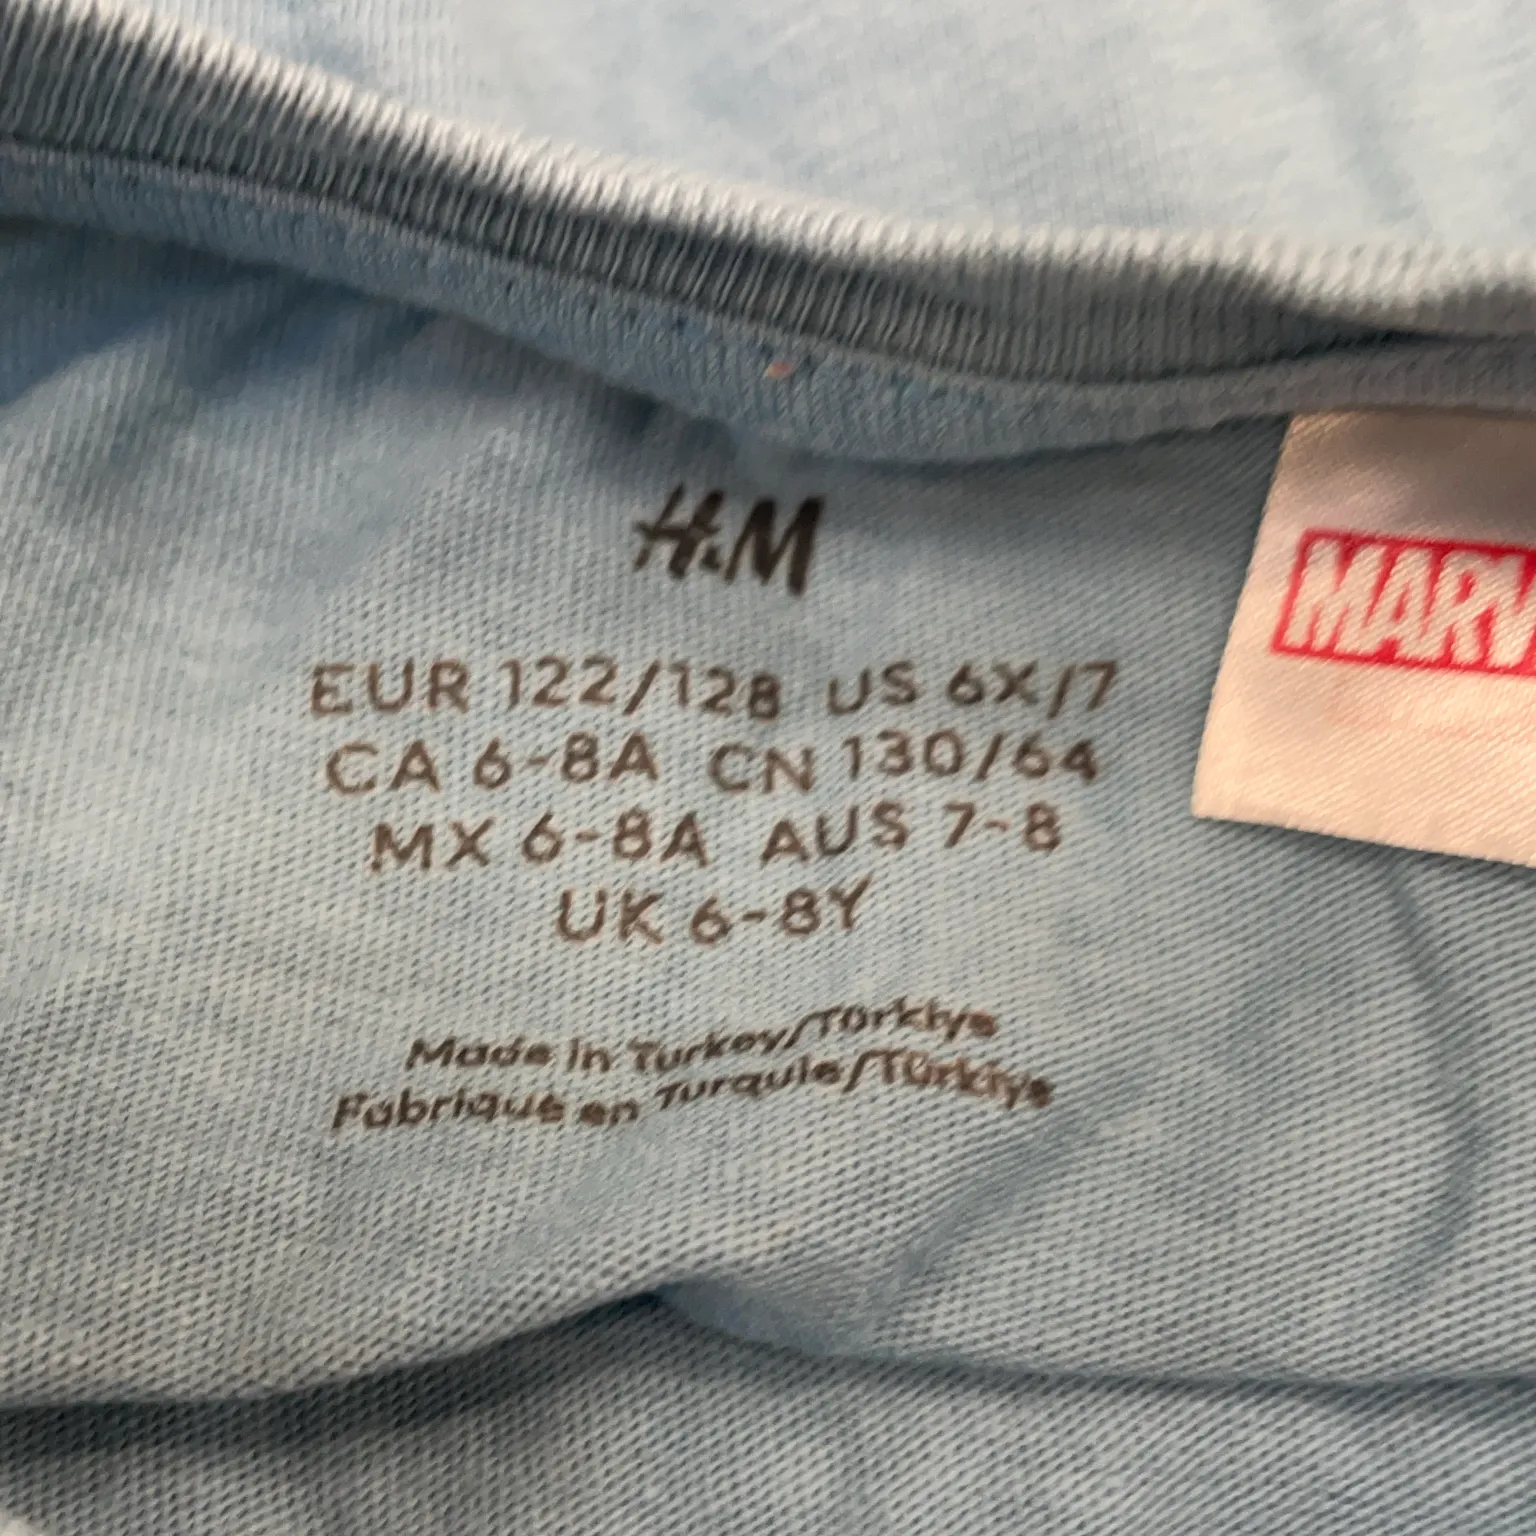 H&M
EUR 122/128 US 6X/7
CA 6-8A CN 130/64
MX 6-8A AUS 7-8
UK 6-8Y
Made in Turkey/Türkiye
Fabriqué en Turquie/Türkiye
MARV